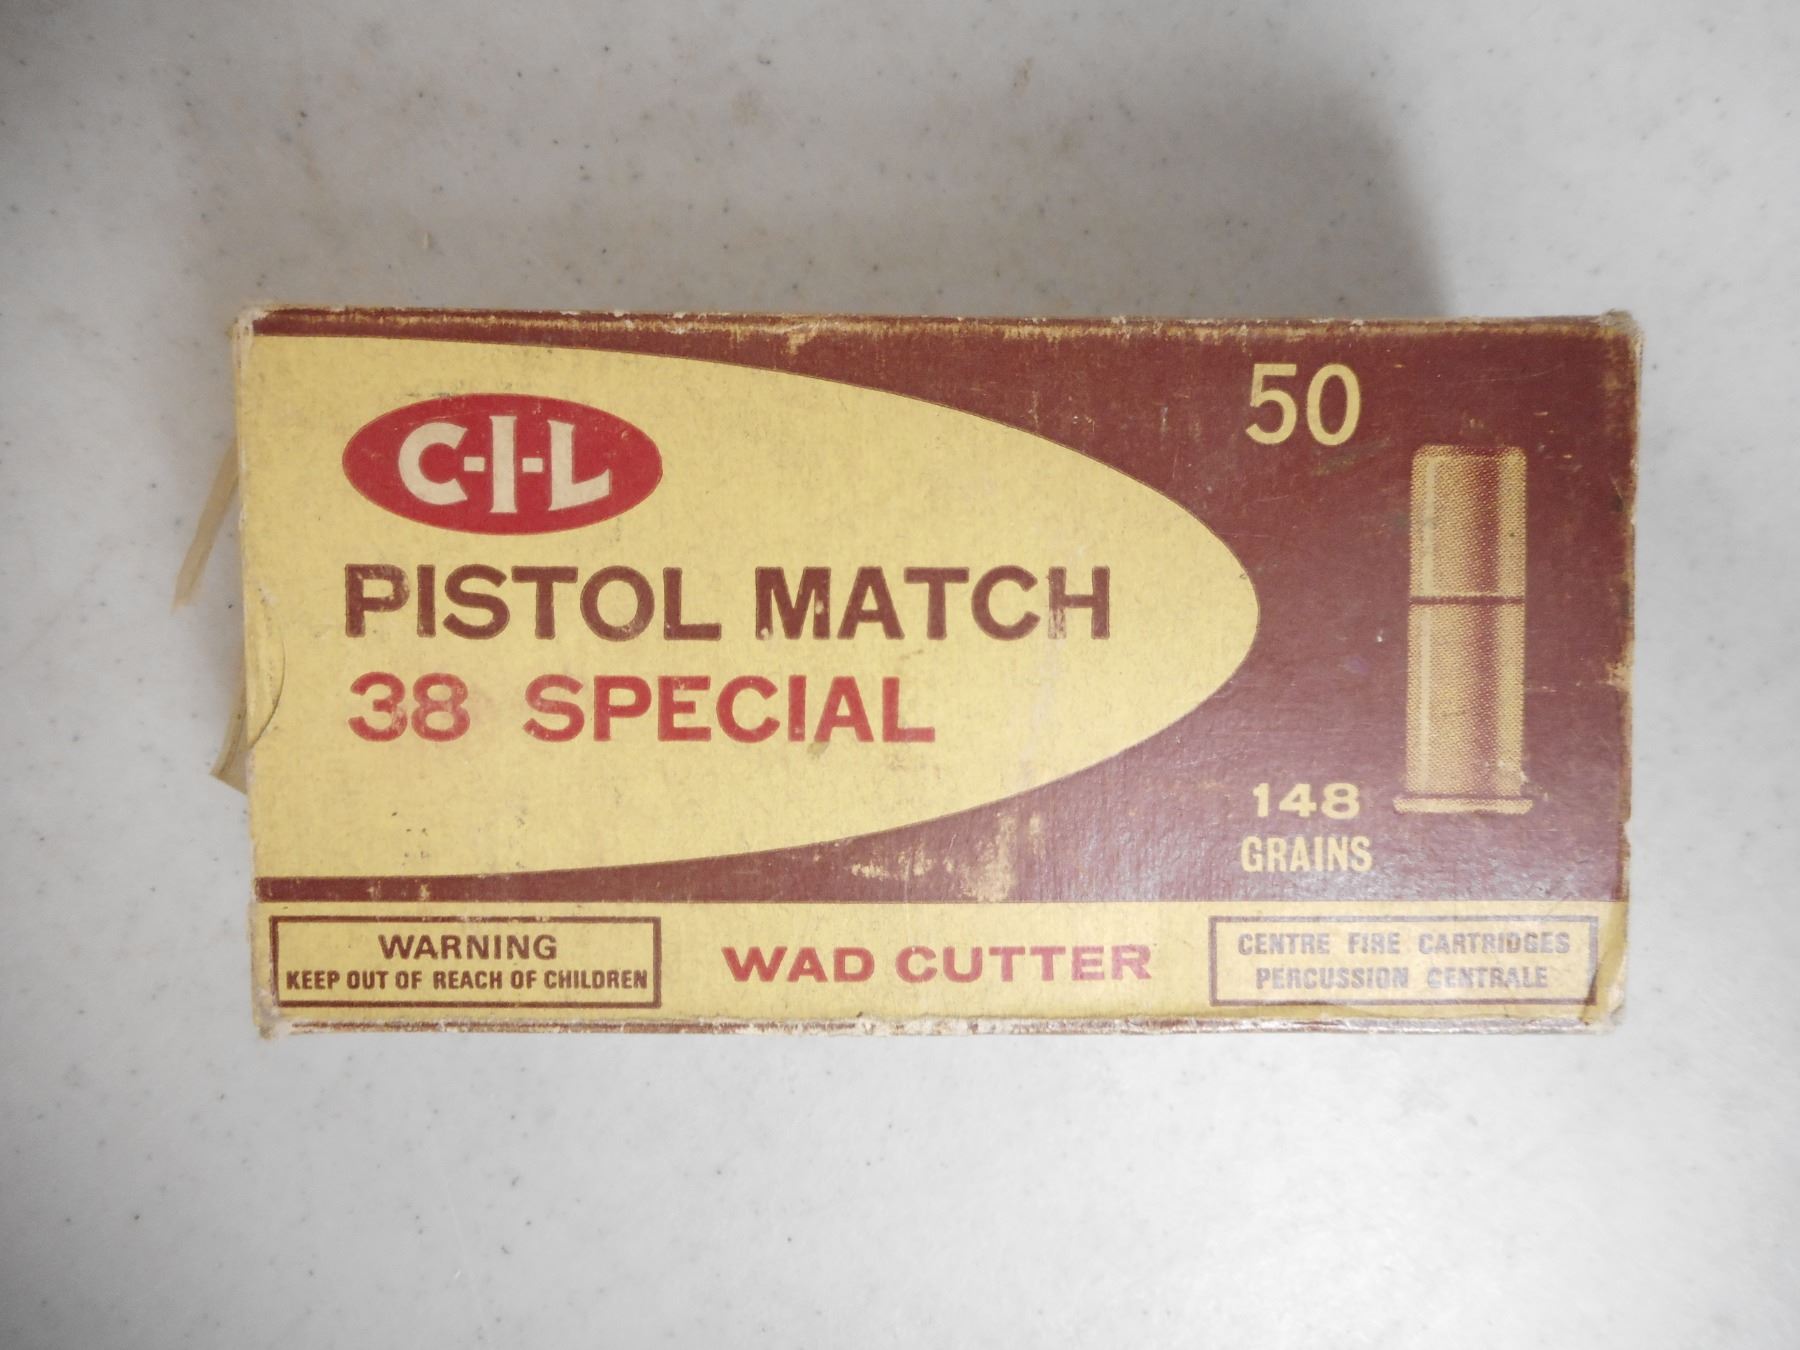 C-I-L
50
PISTOL MATCH
38 SPECIAL
148
GRAINS
WARNING
KEEP OUT OF REACH OF CHILDREN
WAD CUTTER
CENTRE FIRE CARTRIDGES
PERCUSSION CENTRALE